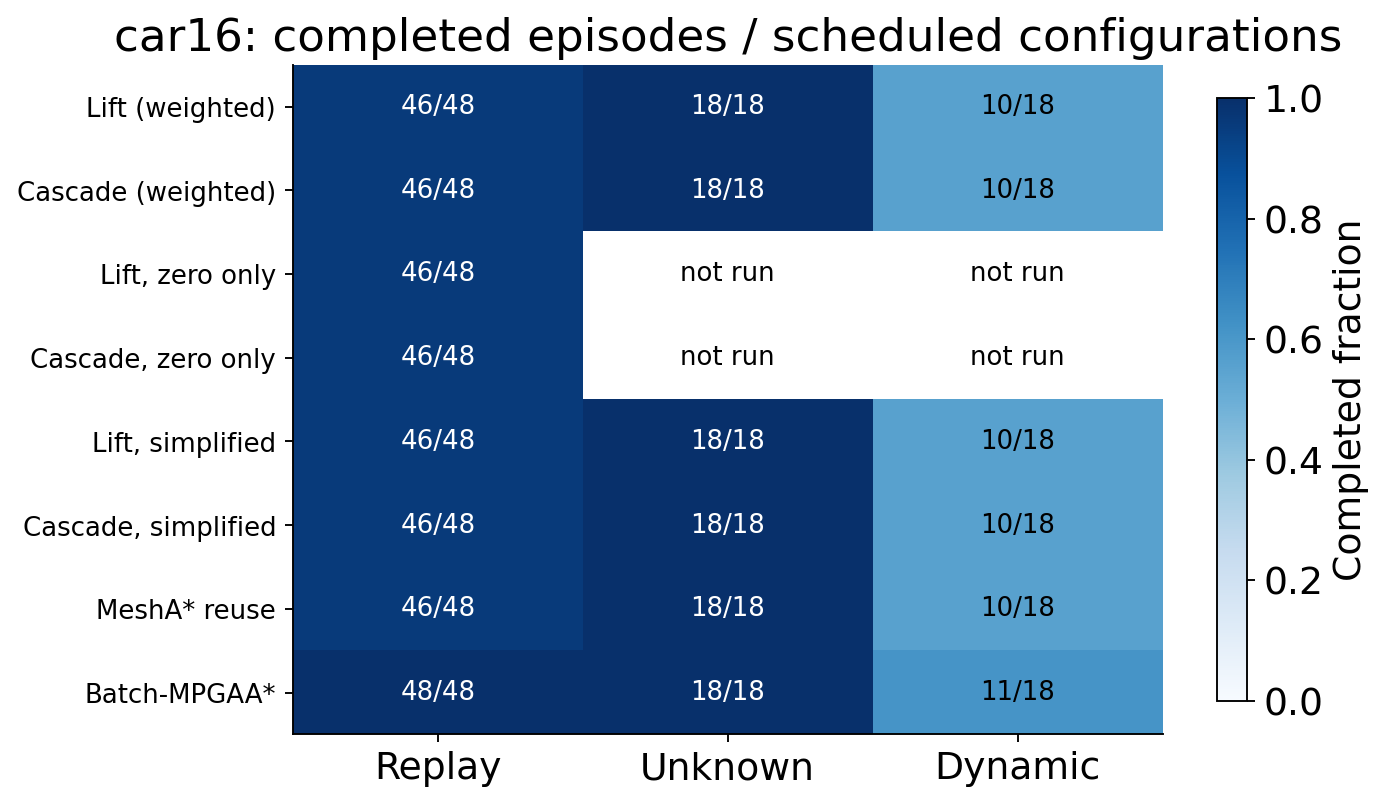 car16: completed episodes / scheduled configurations
Lift (weighted) 46/48 18/18 10/18
Cascade (weighted) 46/48 18/18 10/18
Lift, zero only 46/48 not run not run
Cascade, zero only 46/48 not run not run
Lift, simplified 46/48 18/18 10/18
Cascade, simplified 46/48 18/18 10/18
MeshA* reuse 46/48 18/18 10/18
Batch-MPGAA* 48/48 18/18 11/18
Replay Unknown Dynamic
1.0
0.8
0.6
0.4
0.2
0.0
Completed fraction